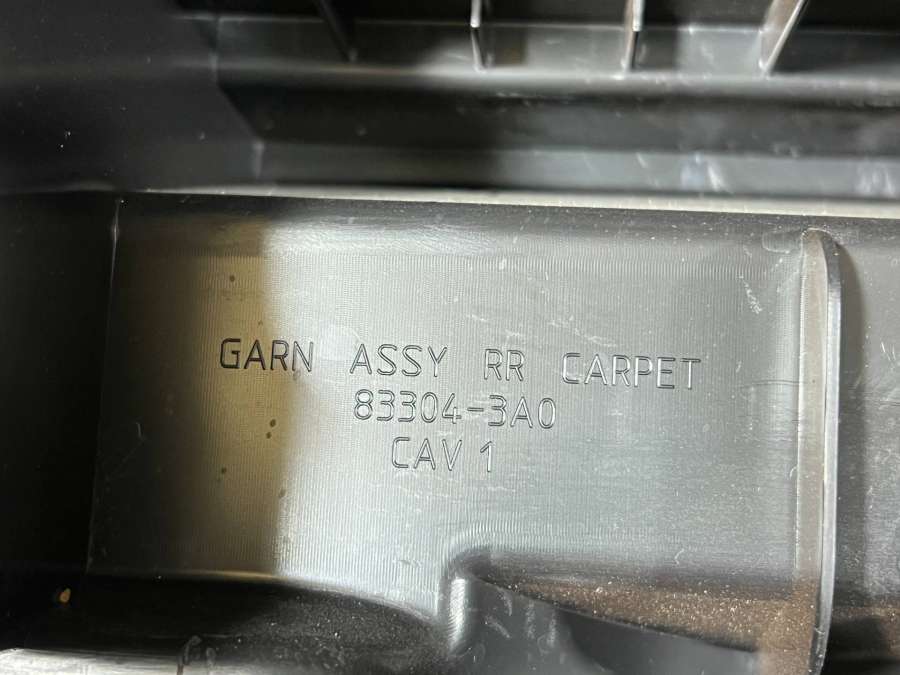 GARN ASSY RR CARPET
83304-3A0
CAV 1